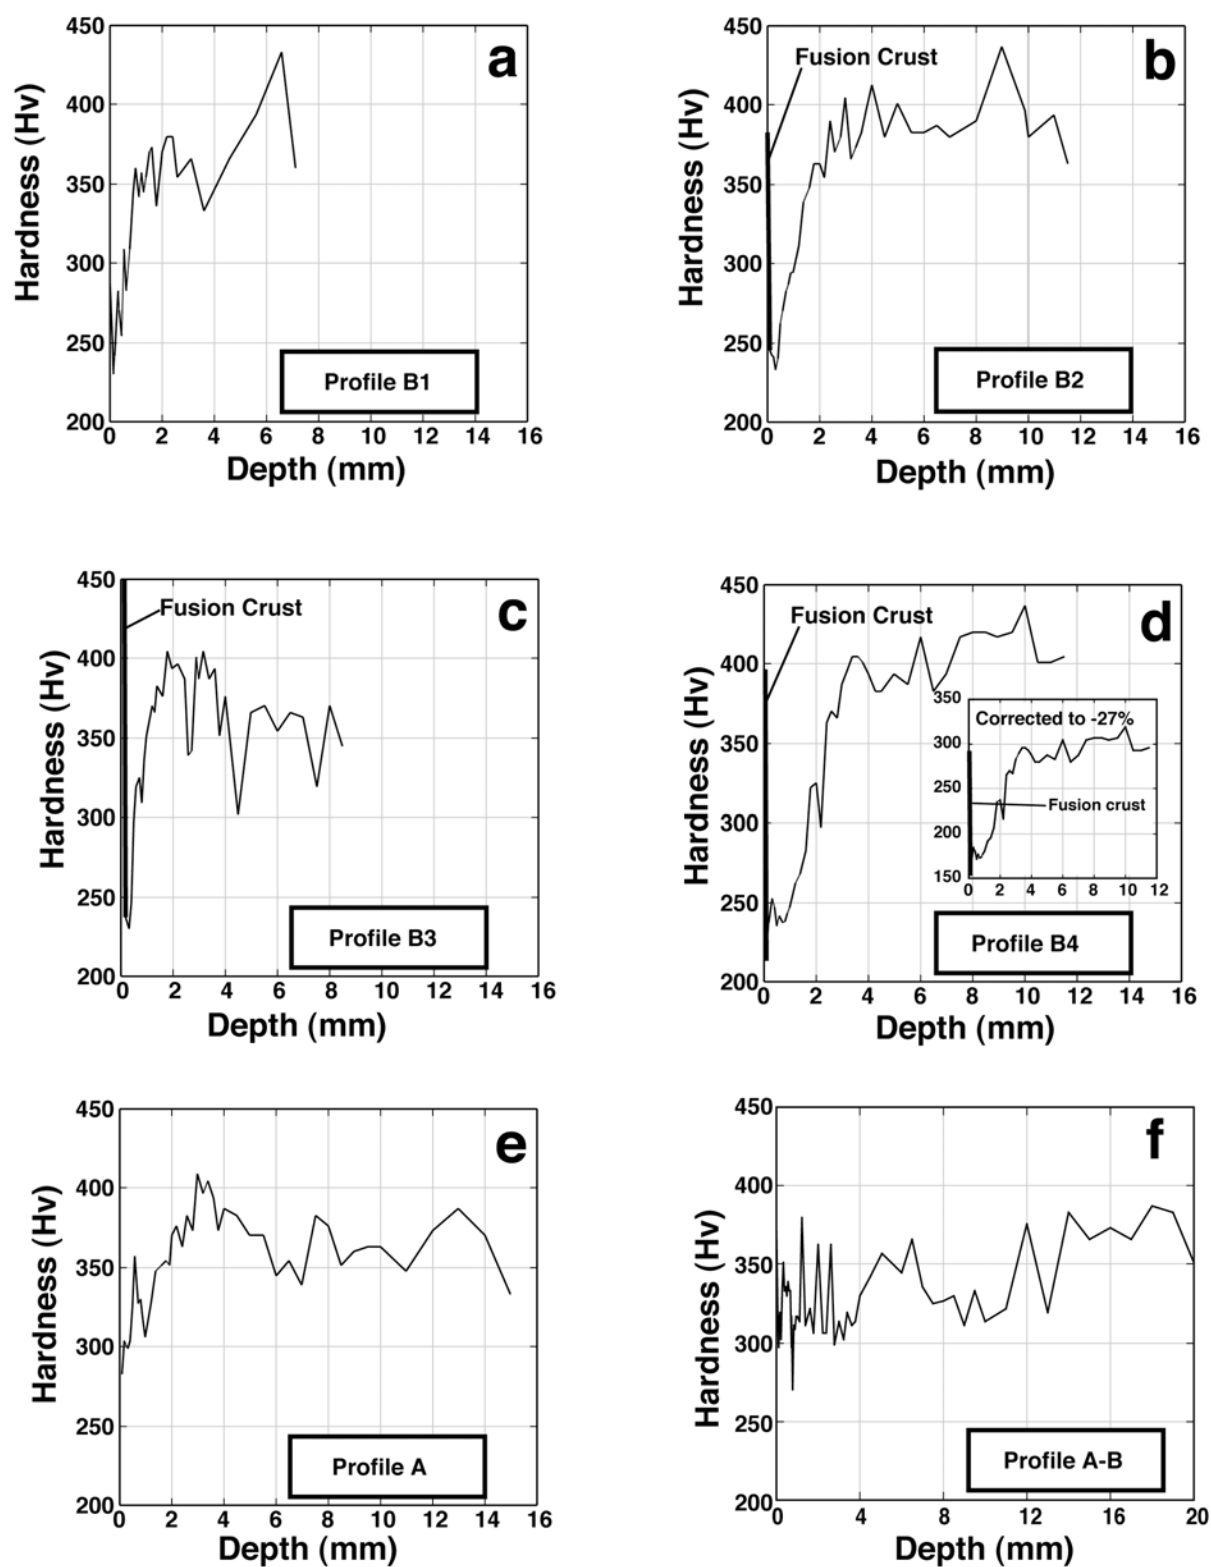 a
450
400
350
300
250
200
Hardness (Hv)
Profile B1
0 2 4 6 8 10 12 14 16
Depth (mm)
b
Fusion Crust
450
400
350
300
250
200
Hardness (Hv)
Profile B2
0 2 4 6 8 10 12 14 16
Depth (mm)
c
Fusion Crust
450
400
350
300
250
200
Hardness (Hv)
Profile B3
0 2 4 6 8 10 12 14 16
Depth (mm)
d
Fusion Crust
450
400
350
300
250
200
Hardness (Hv)
Corrected to -27%
350
300
250
200
150
Fusion crust
0 2 4 6 8 10 12
Profile B4
0 2 4 6 8 10 12 14 16
Depth (mm)
e
450
400
350
300
250
200
Hardness (Hv)
Profile A
0 2 4 6 8 10 12 14 16
Depth (mm)
f
450
400
350
300
250
200
Hardness (Hv)
Profile A-B
0 4 8 12 16 20
Depth (mm)